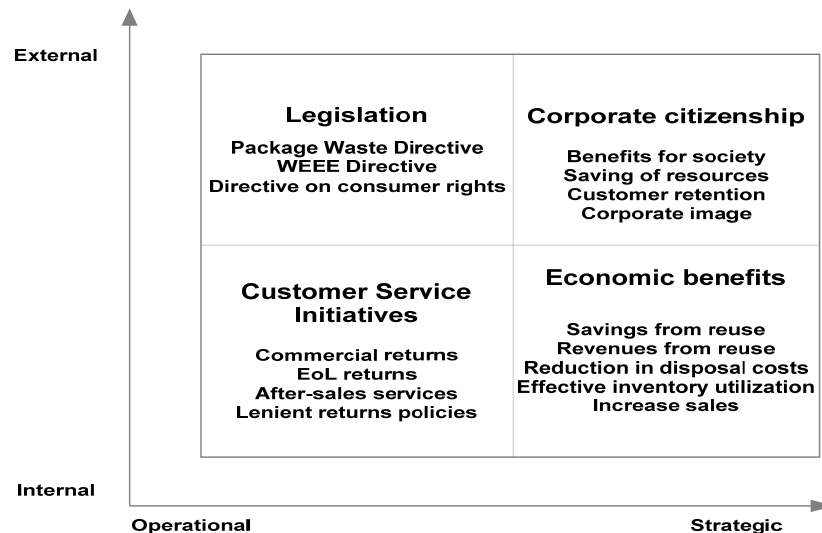 External
Legislation
Package Waste Directive
WEEE Directive
Directive on consumer rights
Corporate citizenship
Benefits for society
Saving of resources
Customer retention
Corporate image
Customer Service
Initiatives
Commercial returns
EoL returns
After-sales services
Lenient returns policies
Economic benefits
Savings from reuse
Revenues from reuse
Reduction in disposal costs
Effective inventory utilization
Increase sales
Internal
Operational
Strategic